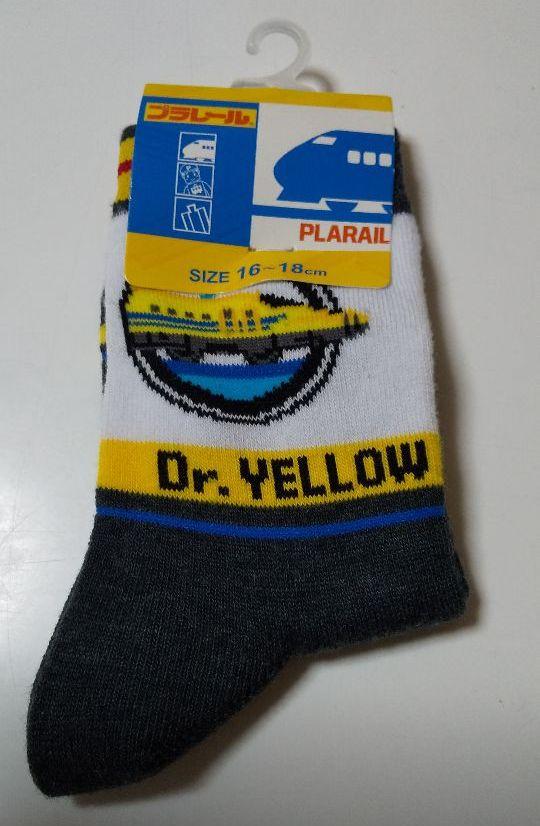 プラレール
PLARAIL
SIZE 16~18cm
Dr. YELLOW